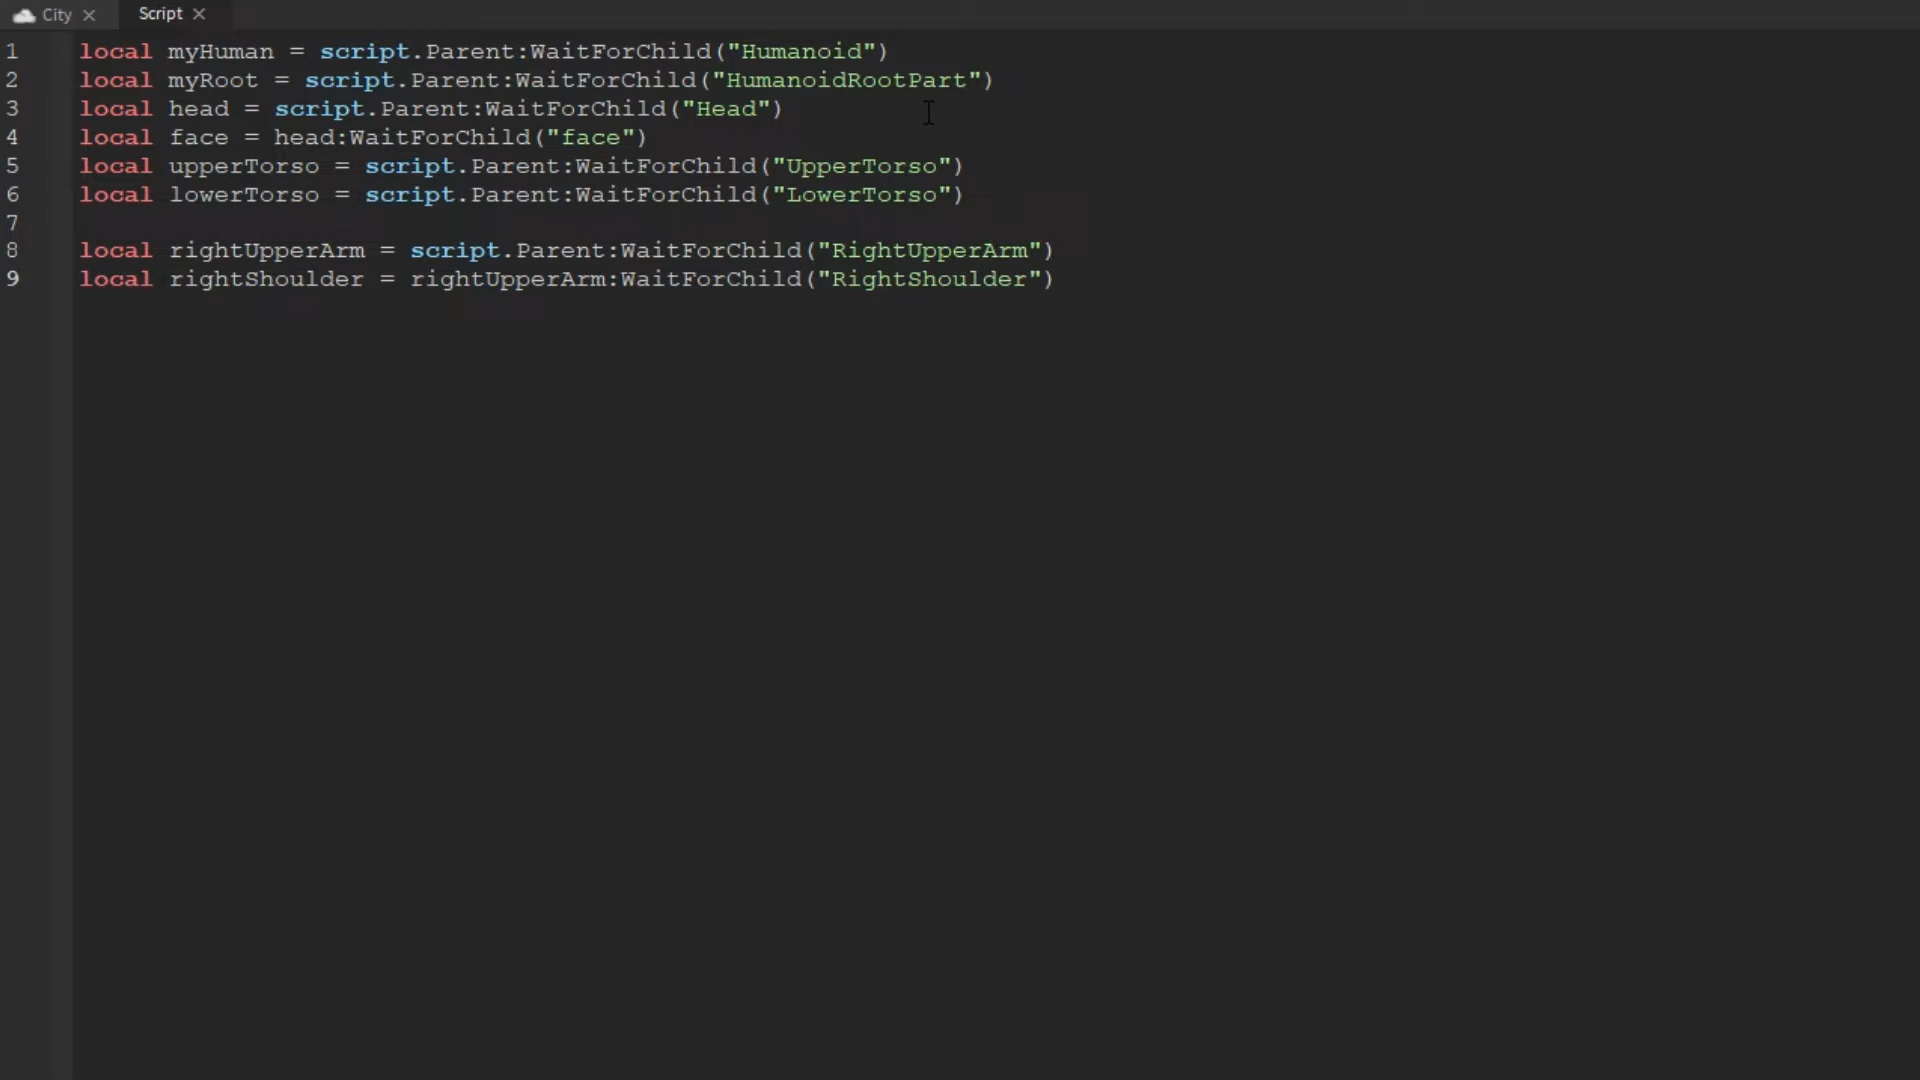 City
Script
1 local myHuman = script.Parent:WaitForChild("Humanoid")
2 local myRoot = script.Parent:WaitForChild("HumanoidRootPart")
3 local head = script.Parent:WaitForChild("Head")
4 local face = head:WaitForChild("face")
5 local upperTorso = script.Parent:WaitForChild("UpperTorso")
6 local lowerTorso = script.Parent:WaitForChild("LowerTorso")
7
8 local rightUpperArm = script.Parent:WaitForChild("RightUpperArm")
9 local rightShoulder = rightUpperArm:WaitForChild("RightShoulder")